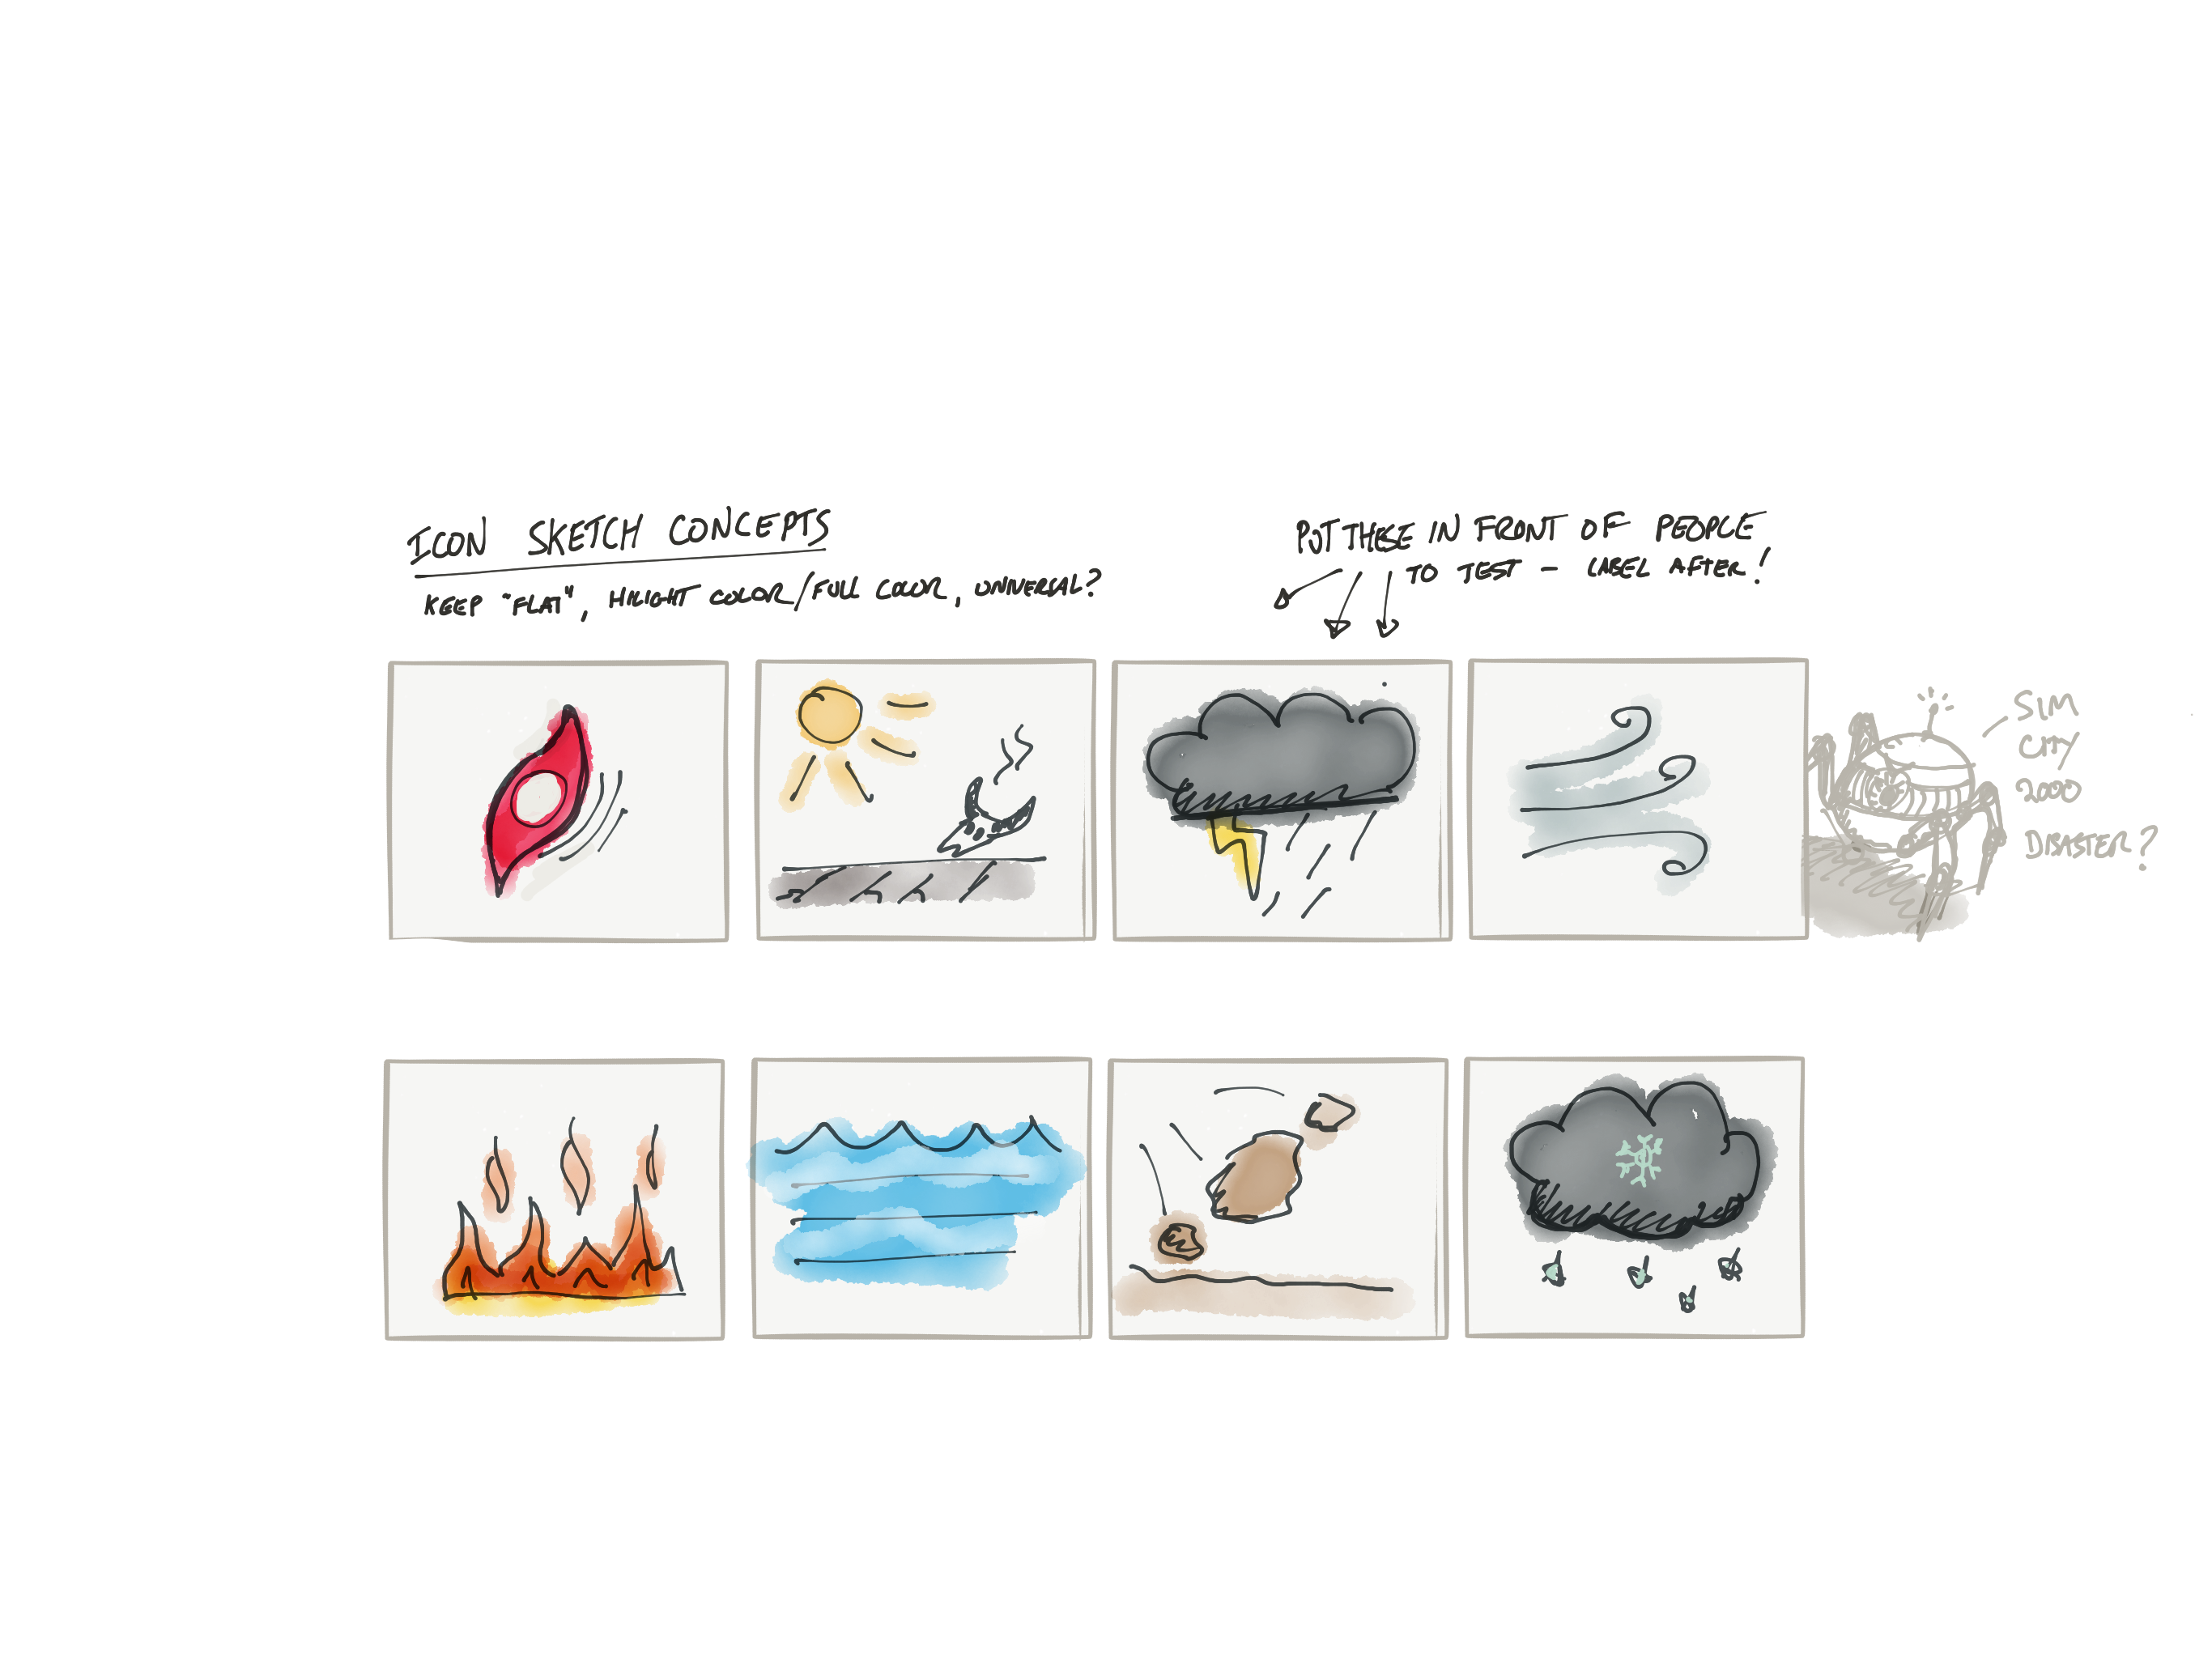 ICON SKETCH CONCEPTS
KEEP "FLAT", HILIGHT COLOR/FULL COLOR, UNIVERSAL?
PUT THESE IN FRONT OF PEOPLE
TO TEST - LABEL AFTER!
SIM
CITY
2000
DISASTER?